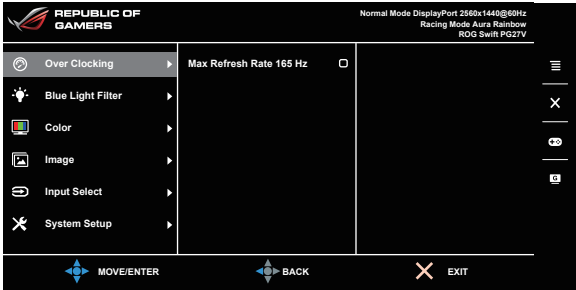 REPUBLIC OF
GAMERS
Normal Mode DisplayPort 2560x1440@60Hz
Racing Mode Aura Rainbow
ROG Swift PG27V
Over Clocking
Max Refresh Rate 165 Hz
Blue Light Filter
Color
Image
Input Select
System Setup
G
MOVE/ENTER
BACK
EXIT